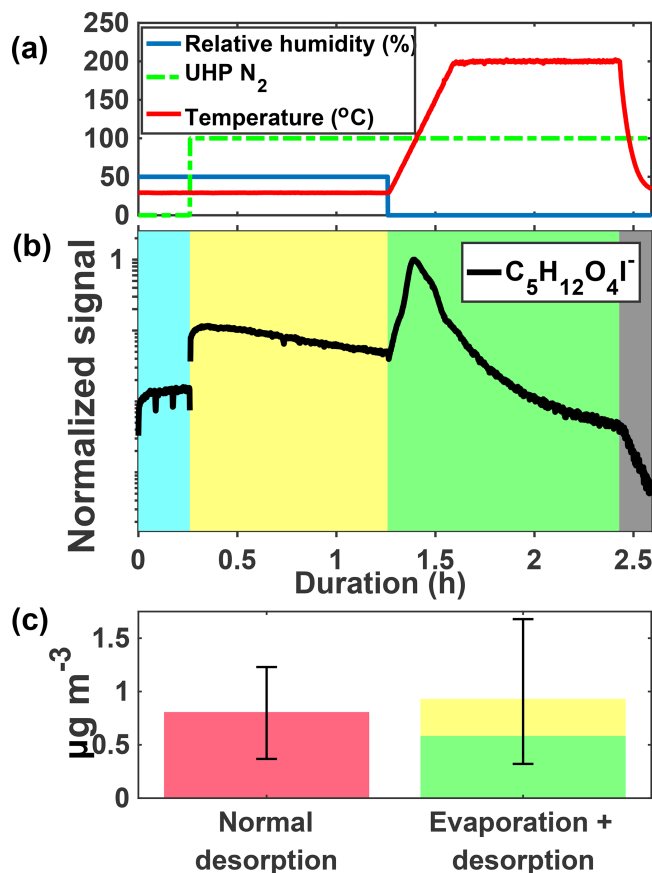 (a)
250
200
150
100
50
0
Relative humidity (%)
UHP N2
Temperature (oC)
(b)
Normalized signal
1
C5H12O4I-
0 0.5 1 1.5 2 2.5
Duration (h)
(c)
µg m-3
1.5
1
0.5
0
Normal
desorption
Evaporation +
desorption